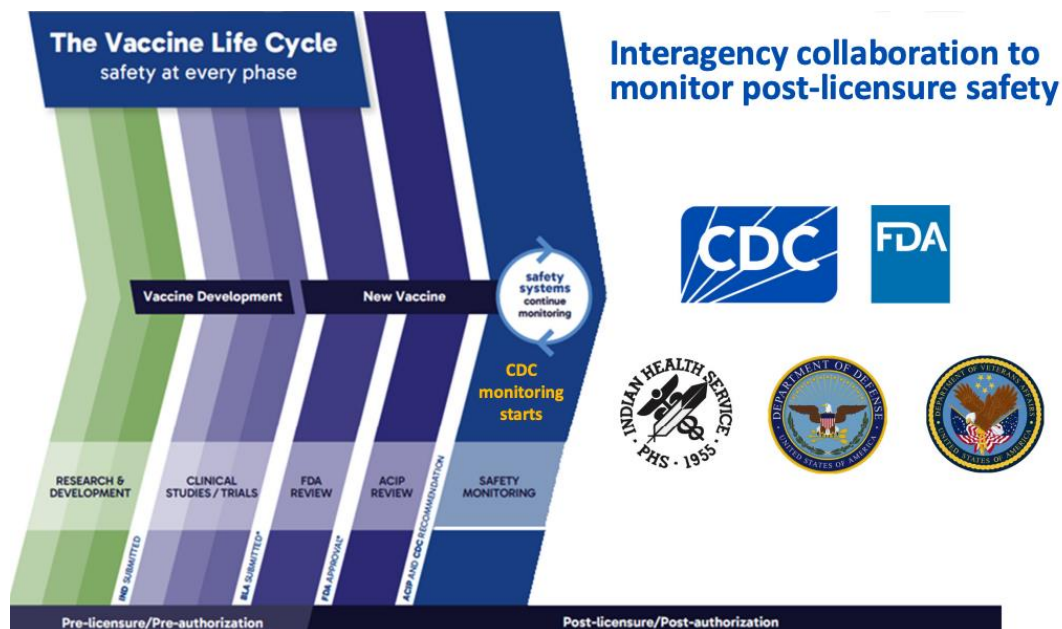 The Vaccine Life Cycle
safety at every phase
Interagency collaboration to
monitor post-licensure safety
CDC
FDA
Vaccine Development
New Vaccine
safety
systems
continue
monitoring
CDC
monitoring
starts
INDIAN HEALTH SERVICE
PHS · 1955
DEPARTMENT OF DEFENSE
UNITED STATES OF AMERICA
DEPARTMENT OF VETERANS AFFAIRS
UNITED STATES OF AMERICA
RESEARCH &
DEVELOPMENT
CLINICAL
STUDIES / TRIALS
FDA
REVIEW
ACIP
REVIEW
SAFETY
MONITORING
IND SUBMITTED
BLA SUBMITTED*
FDA APPROVAL*
ACIP AND CDC RECOMMENDATION
Pre-licensure/Pre-authorization
Post-licensure/Post-authorization